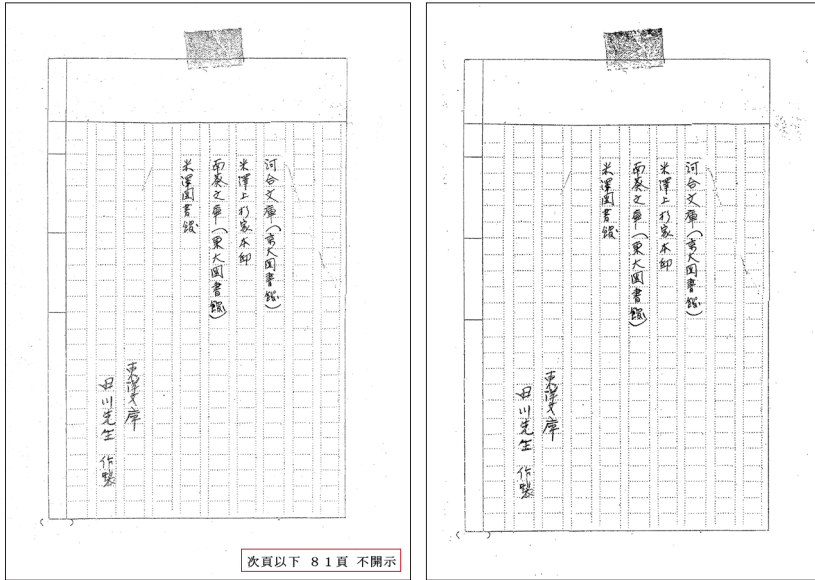 河合文庫(京大図書館)
米澤上杉家本印
南葵文庫(東大図書館)
米澤図書館
東洋文庫
田川先生 作製
次頁以下 81頁 不開示
河合文庫(京大図書館)
米澤上杉家本印
南葵文庫(東大図書館)
米澤図書館
東洋文庫
田川先生 作製